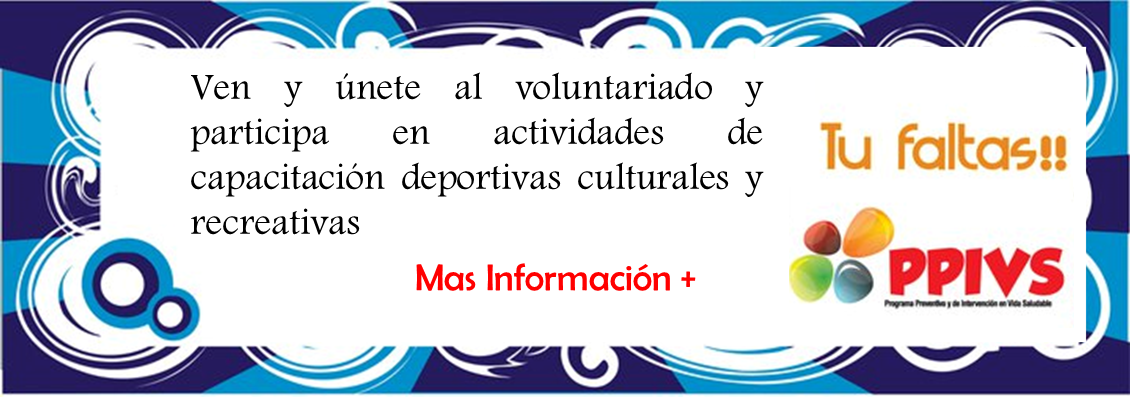 Ven y únete al voluntariado y
participa en actividades de
capacitación deportivas culturales y
recreativas
Mas Información +
Tu faltas!!
PPIVS
Programa Preventivo y de Intervención en Vida Saludable